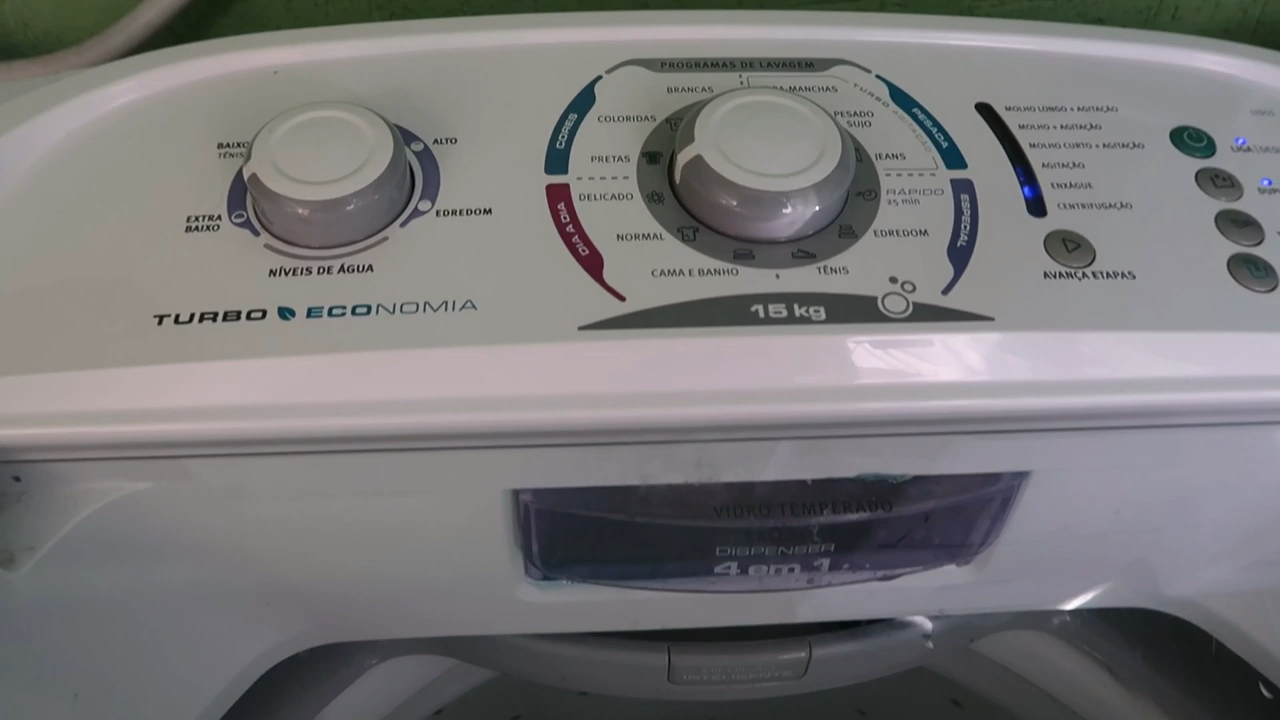 PROGRAMAS DE LAVAGEM
BRANCAS
MANCHAS
COLORIDAS
PESADO
SUJO
TURBO AGITAÇÃO
CORES
PESADA
PRETAS
JEANS
DELICADO
RÁPIDO
25 min
DIA A DIA
ESPECIAL
NORMAL
EDREDOM
CAMA E BANHO
TÊNIS
15 kg
BAIXO
TÊNIS
ALTO
EXTRA
BAIXO
EDREDOM
NÍVEIS DE ÁGUA
TURBO ECONOMIA
MOLHO LONGO + AGITAÇÃO
MOLHO + AGITAÇÃO
MOLHO CURTO + AGITAÇÃO
AGITAÇÃO
ENXÁGUE
CENTRIFUGAÇÃO
AVANÇA ETAPAS
LIGA
VIDRO TEMPERADO
DISPENSER
4 em 1
INTELIGENTE